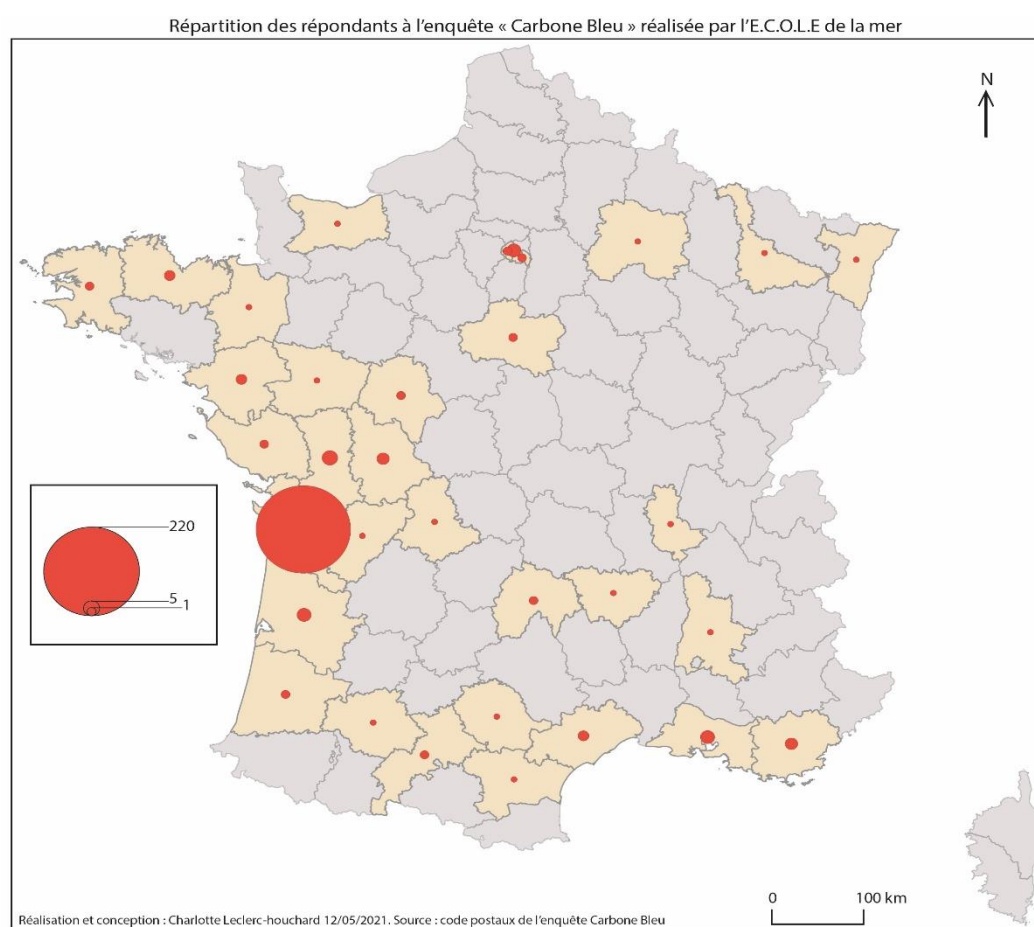 Répartition des répondants à l’enquête « Carbone Bleu » réalisée par l’E.C.O.L.E de la mer
N
220
5
1
0 100 km
Réalisation et conception : Charlotte Leclerc-houchard 12/05/2021. Source : code postaux de l’enquête Carbone Bleu